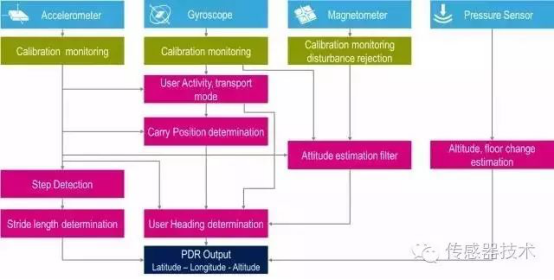 Accelerometer
Gyroscope
Magnetometer
Pressure Sensor
Calibration monitoring
Calibration monitoring
Calibration monitoring
disturbance rejection
User Activity, transport
mode
Carry Position determination
Attitude estimation filter
Altitude, floor change
estimation
Step Detection
Stride length determination
User Heading determination
PDR Output
Latitude – Longitude - Altitude
传感器技术